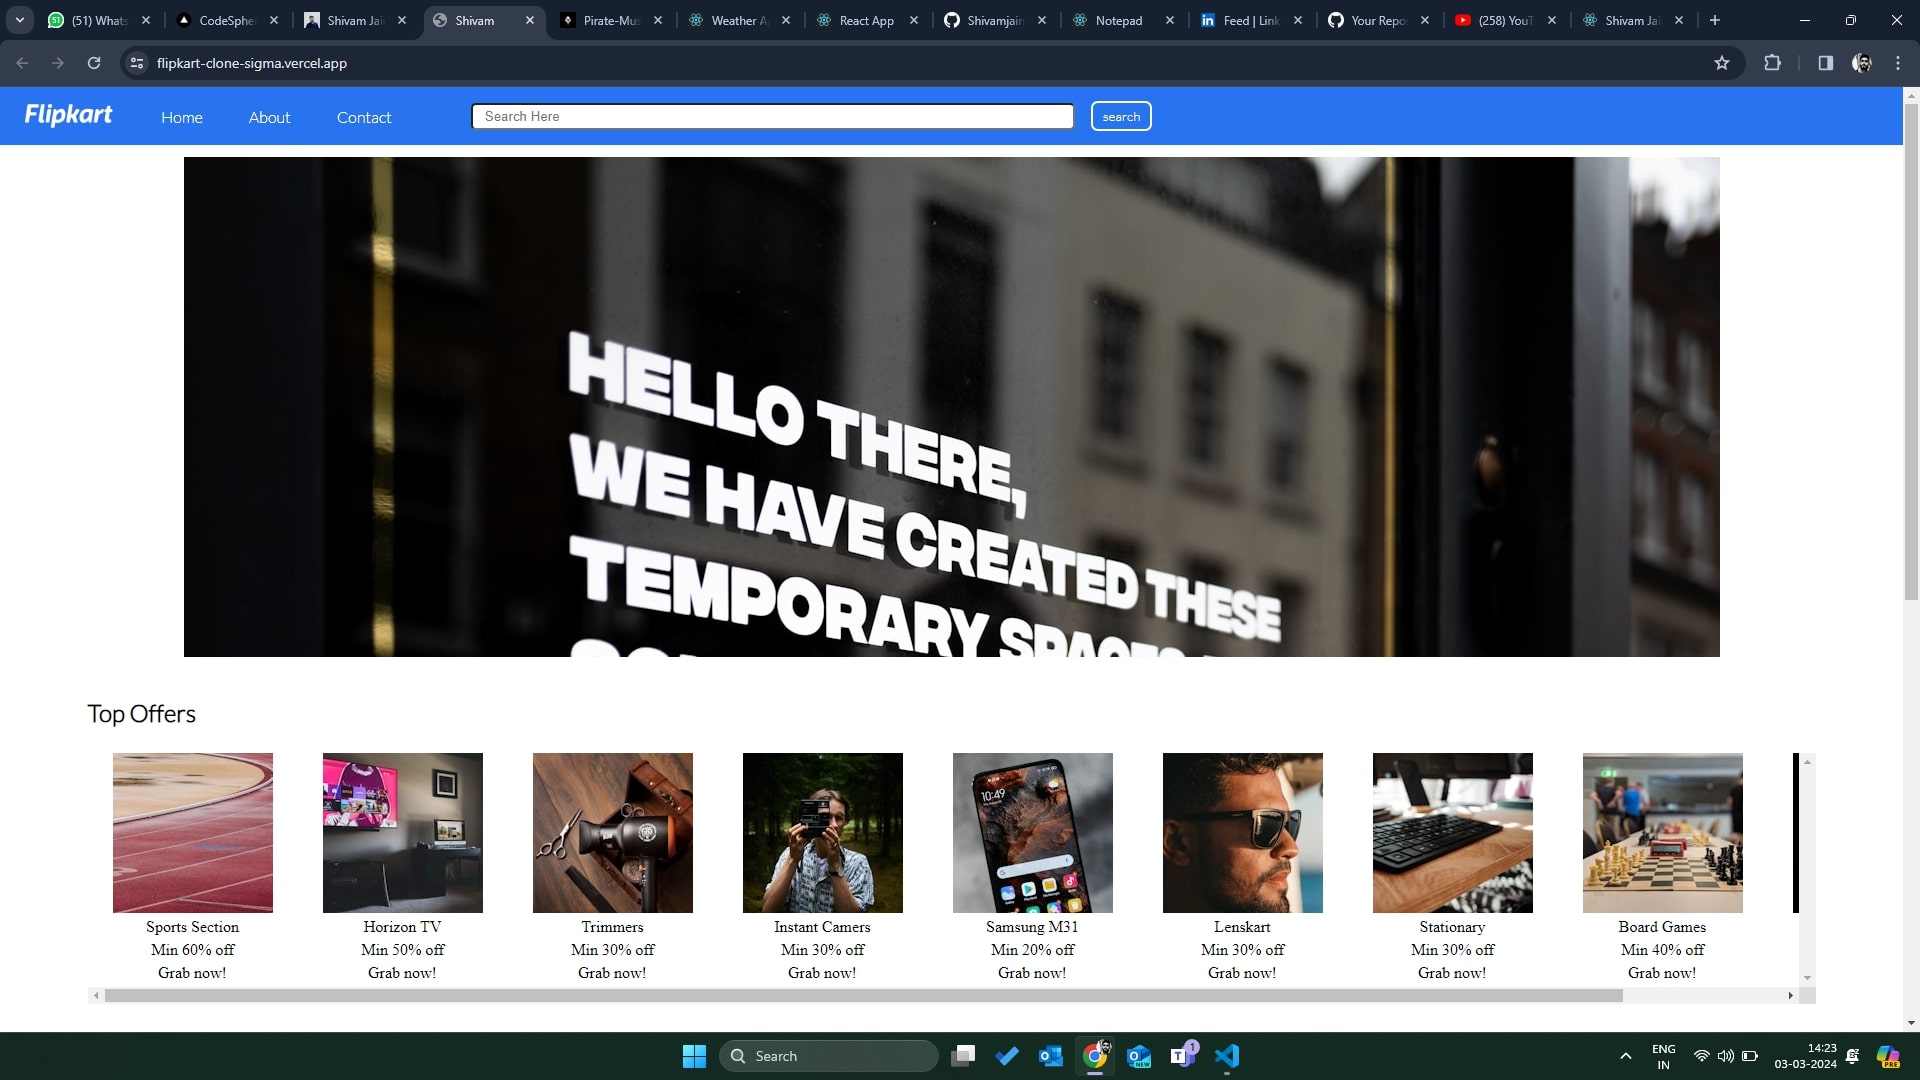 (51) Whats
CodeSphe
Shivam Jai
Shivam
Pirate-Mus
Weather A
React App
Shivamjain
Notepad
Feed | Link
Your Repo
(258) YouT
Shivam Jai
flipkart-clone-sigma.vercel.app
Flipkart
Home
About
Contact
Search Here
search
HELLO THERE,
WE HAVE CREATED THESE
TEMPORARY SPACES
Top Offers
Sports Section
Min 60% off
Grab now!
Horizon TV
Min 50% off
Grab now!
Trimmers
Min 30% off
Grab now!
Instant Camers
Min 30% off
Grab now!
10:49
Samsung M31
Min 20% off
Grab now!
Lenskart
Min 30% off
Grab now!
Stationary
Min 30% off
Grab now!
Board Games
Min 40% off
Grab now!
Search
NEW
1
ENG
IN
14:23
03-03-2024
PRE